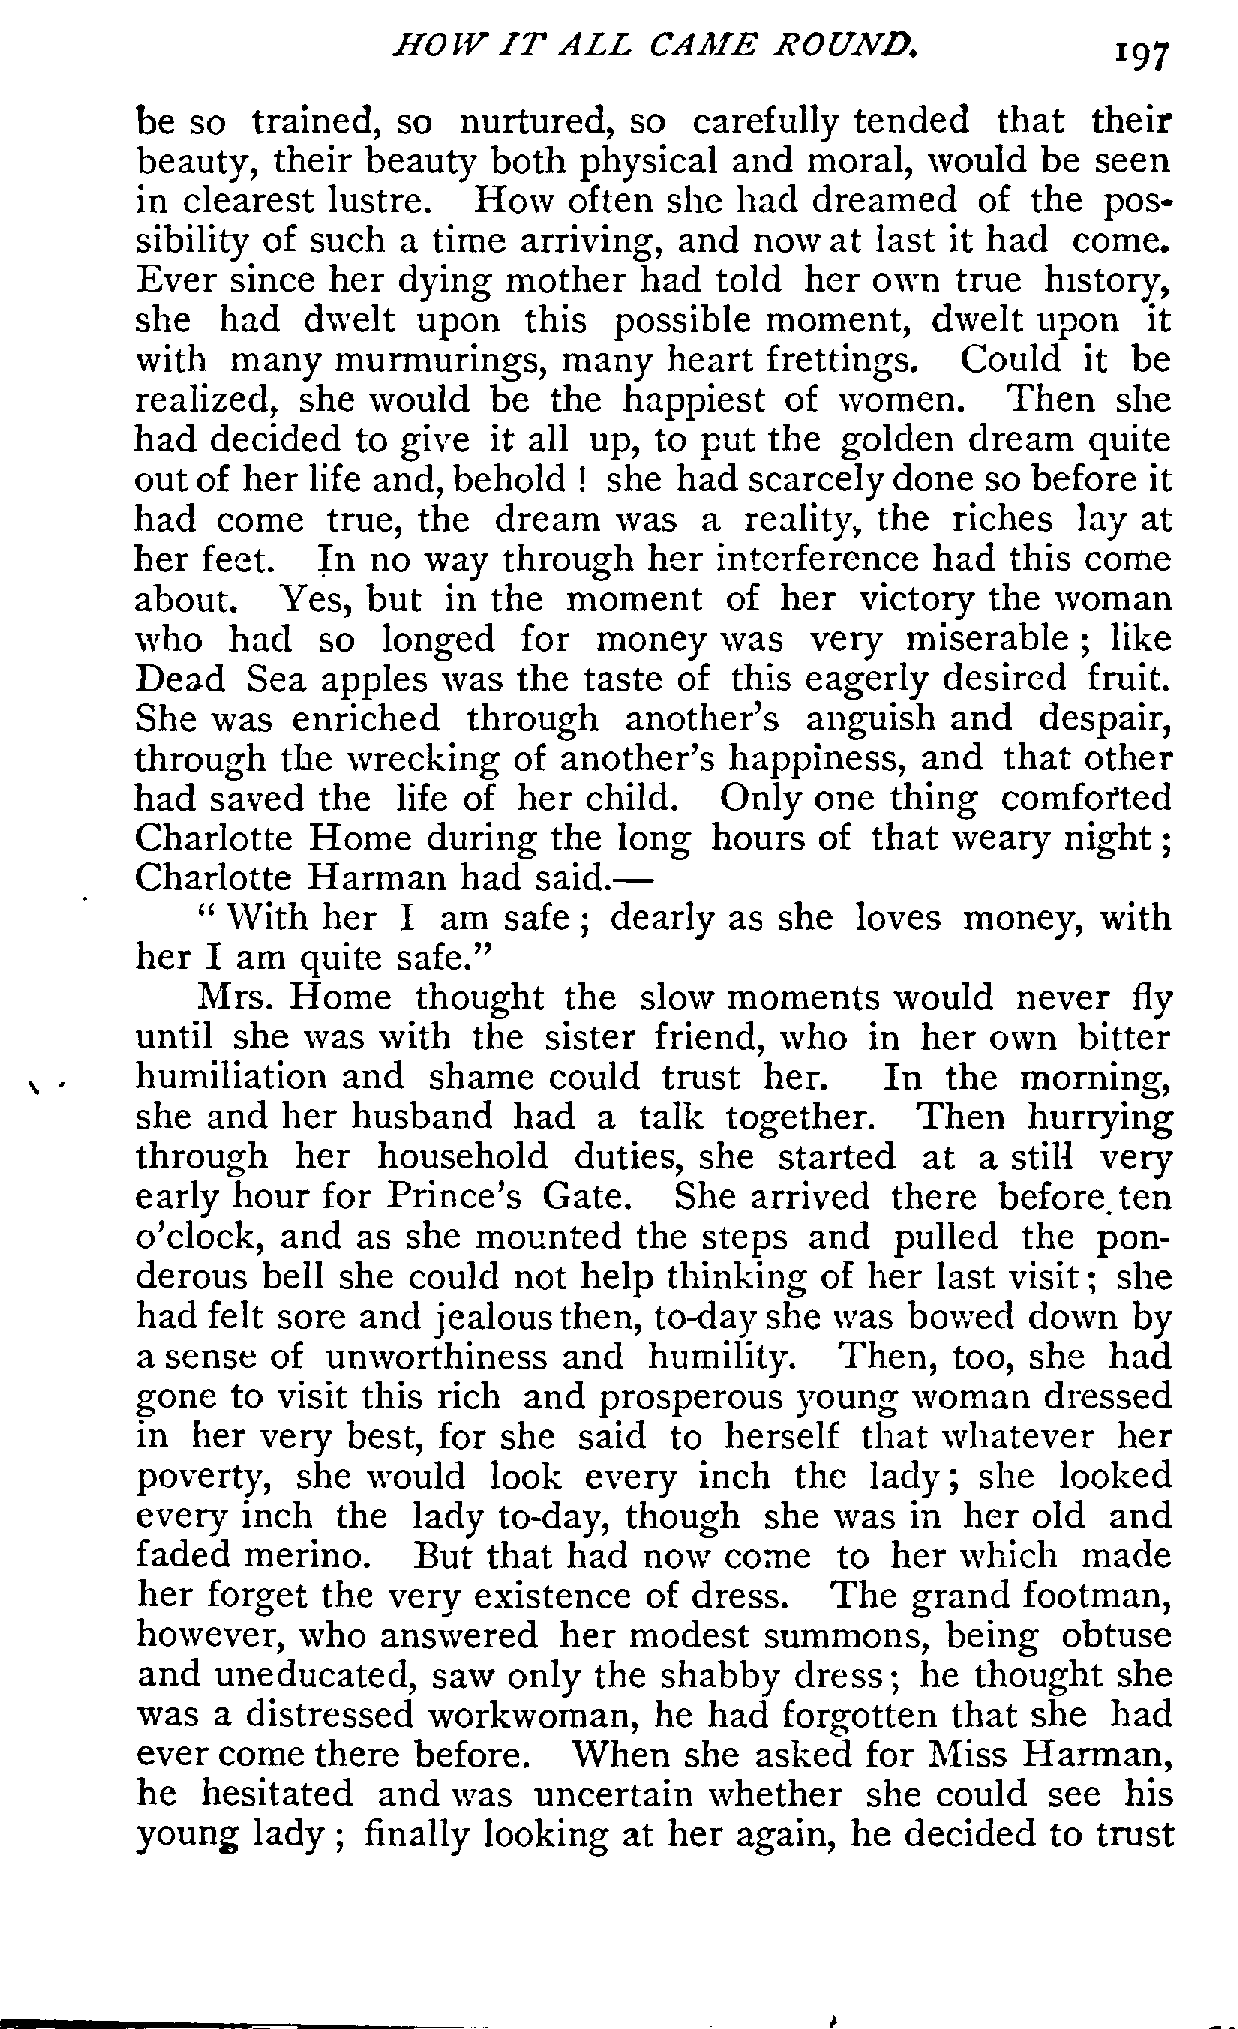 HOW IT ALL CAME ROUND. 197
be so trained, so nurtured, so carefully tended that their
beauty, their beauty both physical and moral, would be seen
in clearest lustre. How often she had dreamed of the pos-
sibility of such a time arriving, and now at last it had come.
Ever since her dying mother had told her own true history,
she had dwelt upon this possible moment, dwelt upon it
with many murmurings, many heart frettings. Could it be
realized, she would be the happiest of women. Then she
had decided to give it all up, to put the golden dream quite
out of her life and, behold ! she had scarcely done so before it
had come true, the dream was a reality, the riches lay at
her feet. In no way through her interference had this come
about. Yes, but in the moment of her victory the woman
who had so longed for money was very miserable ; like
Dead Sea apples was the taste of this eagerly desired fruit.
She was enriched through another's anguish and despair,
through the wrecking of another's happiness, and that other
had saved the life of her child. Only one thing comforted
Charlotte Home during the long hours of that weary night ;
Charlotte Harman had said.—
" With her I am safe ; dearly as she loves money, with
her I am quite safe."
Mrs. Home thought the slow moments would never fly
until she was with the sister friend, who in her own bitter
humiliation and shame could trust her. In the morning,
she and her husband had a talk together. Then hurrying
through her household duties, she started at a still very
early hour for Prince's Gate. She arrived there before ten
o'clock, and as she mounted the steps and pulled the pon-
derous bell she could not help thinking of her last visit ; she
had felt sore and jealous then, to-day she was bowed down by
a sense of unworthiness and humility. Then, too, she had
gone to visit this rich and prosperous young woman dressed
in her very best, for she said to herself that whatever her
poverty, she would look every inch the lady ; she looked
every inch the lady to-day, though she was in her old and
faded merino. But that had now come to her which made
her forget the very existence of dress. The grand footman,
however, who answered her modest summons, being obtuse
and uneducated, saw only the shabby dress ; he thought she
was a distressed workwoman, he had forgotten that she had
ever come there before. When she asked for Miss Harman,
he hesitated and was uncertain whether she could see his
young lady ; finally looking at her again, he decided to trust